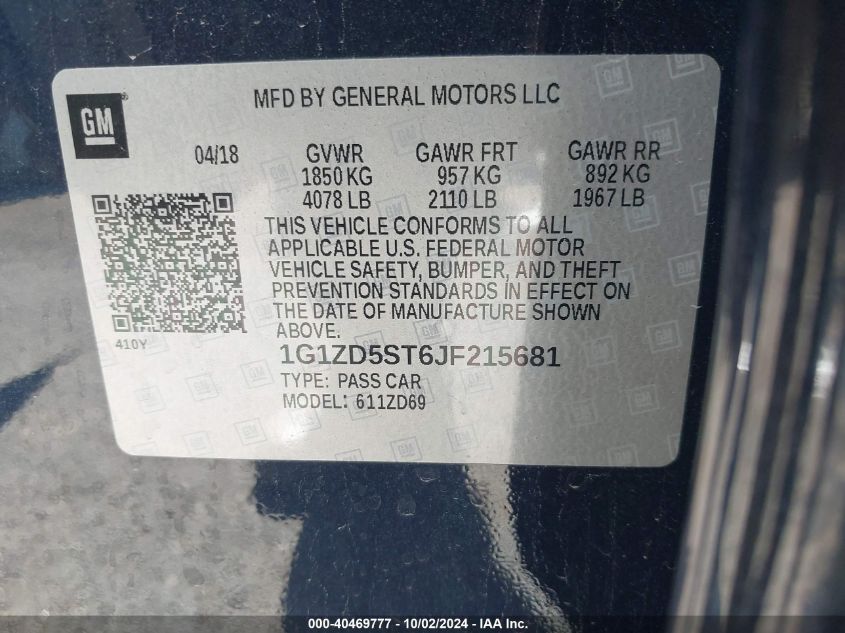 MFD BY GENERAL MOTORS LLC
GM
04/18 GVWR GAWR FRT GAWR RR
1850 KG 957 KG 892 KG
4078 LB 2110 LB 1967 LB
THIS VEHICLE CONFORMS TO ALL
APPLICABLE U.S. FEDERAL MOTOR
VEHICLE SAFETY, BUMPER, AND THEFT
PREVENTION STANDARDS IN EFFECT ON
THE DATE OF MANUFACTURE SHOWN
ABOVE.
410Y
1G1ZD5ST6JF215681
TYPE: PASS CAR
MODEL: 611ZD69
000-40469777 - 10/02/2024 - IAA Inc.